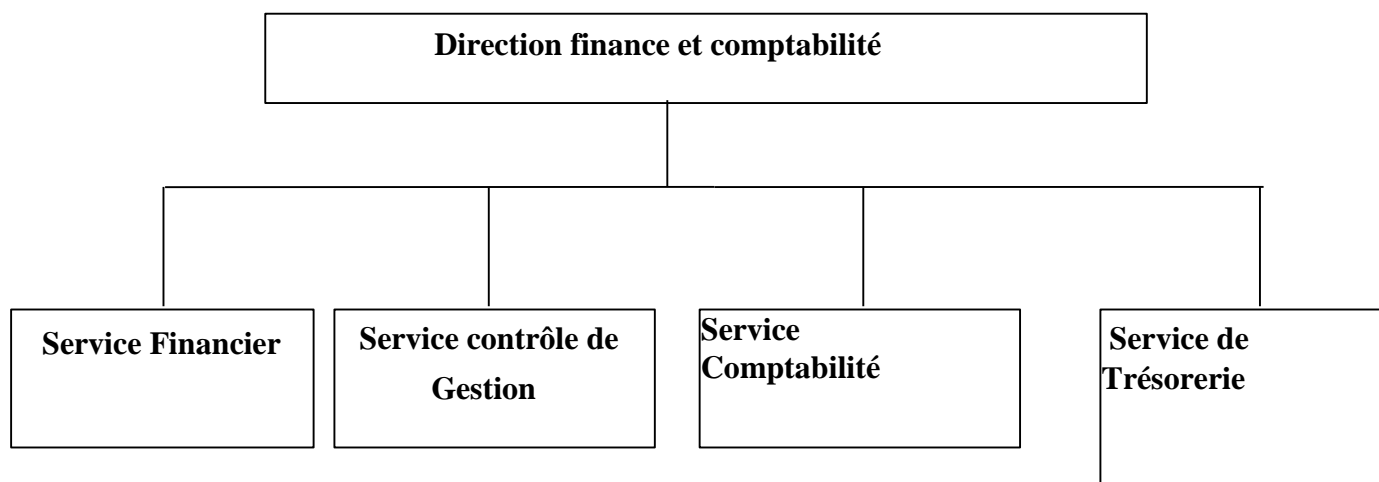 Direction finance et comptabilité
Service Financier
Service contrôle de
Gestion
Service
Comptabilité
Service de
Trésorerie